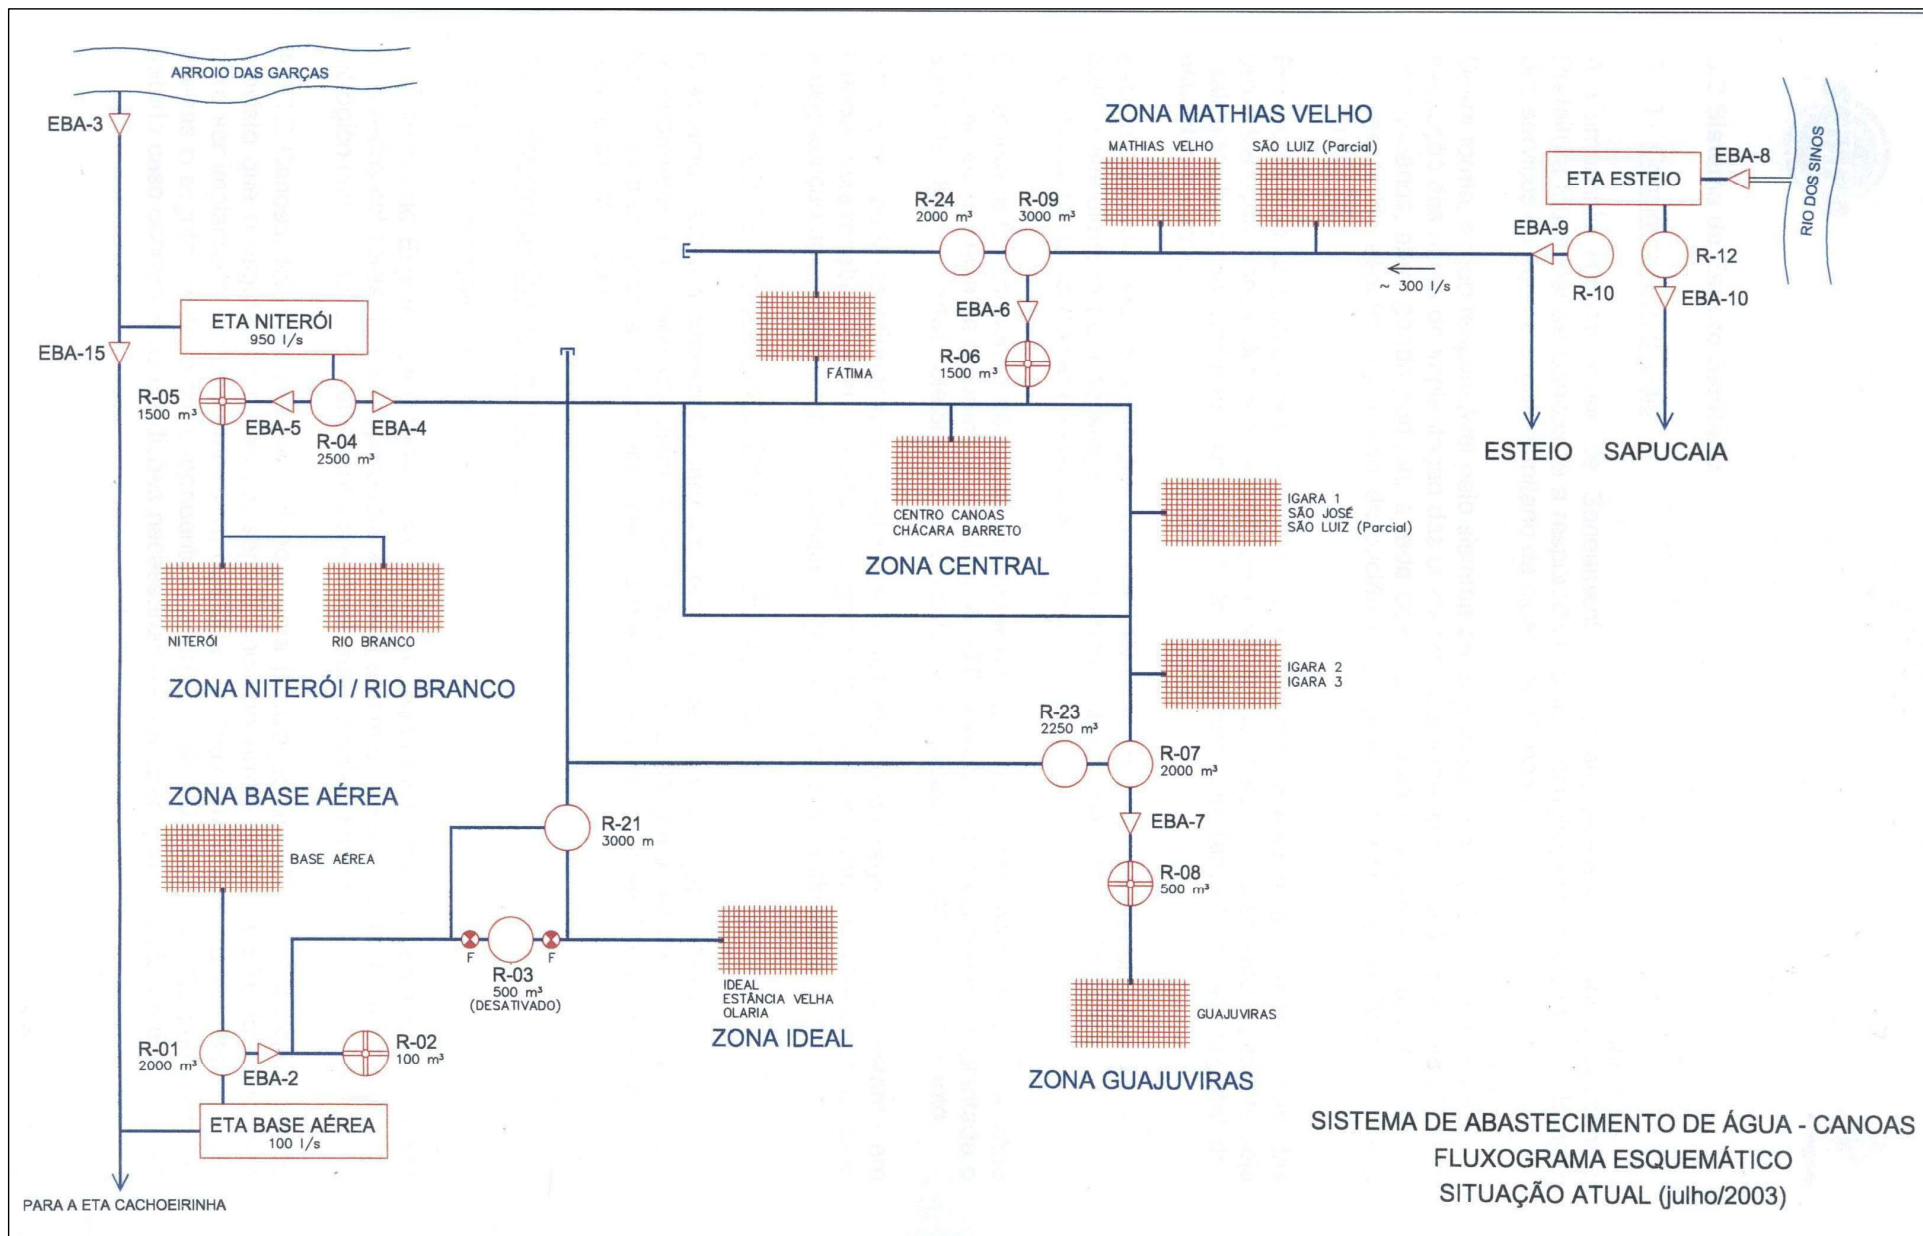 ARROIO DAS GARÇAS
EBA-3
ZONA MATHIAS VELHO
MATHIAS VELHO
SÃO LUIZ (Parcial)
EBA-8
ETA ESTEIO
RIO DOS SINOS
R-24
2000 m³
R-09
3000 m³
EBA-9
R-12
R-10
~ 300 l/s
EBA-10
EBA-6
ETA NITERÓI
950 l/s
EBA-15
R-06
1500 m³
FÁTIMA
R-05
1500 m³
EBA-5
R-04
2500 m³
EBA-4
ESTEIO
SAPUCAIA
CENTRO CANOAS
CHÁCARA BARRETO
IGARA 1
SÃO JOSÉ
SÃO LUIZ (Parcial)
ZONA CENTRAL
NITERÓI
RIO BRANCO
ZONA NITERÓI / RIO BRANCO
IGARA 2
IGARA 3
R-23
2250 m³
R-07
2000 m³
ZONA BASE AÉREA
BASE AÉREA
R-21
3000 m
EBA-7
R-08
500 m³
F
F
R-03
500 m³
(DESATIVADO)
IDEAL
ESTÂNCIA VELHA
OLARIA
ZONA IDEAL
GUAJUVIRAS
ZONA GUAJUVIRAS
R-01
2000 m³
EBA-2
R-02
100 m³
ETA BASE AÉREA
100 l/s
PARA A ETA CACHOEIRINHA
SISTEMA DE ABASTECIMENTO DE ÁGUA - CANOAS
FLUXOGRAMA ESQUEMÁTICO
SITUAÇÃO ATUAL (julho/2003)